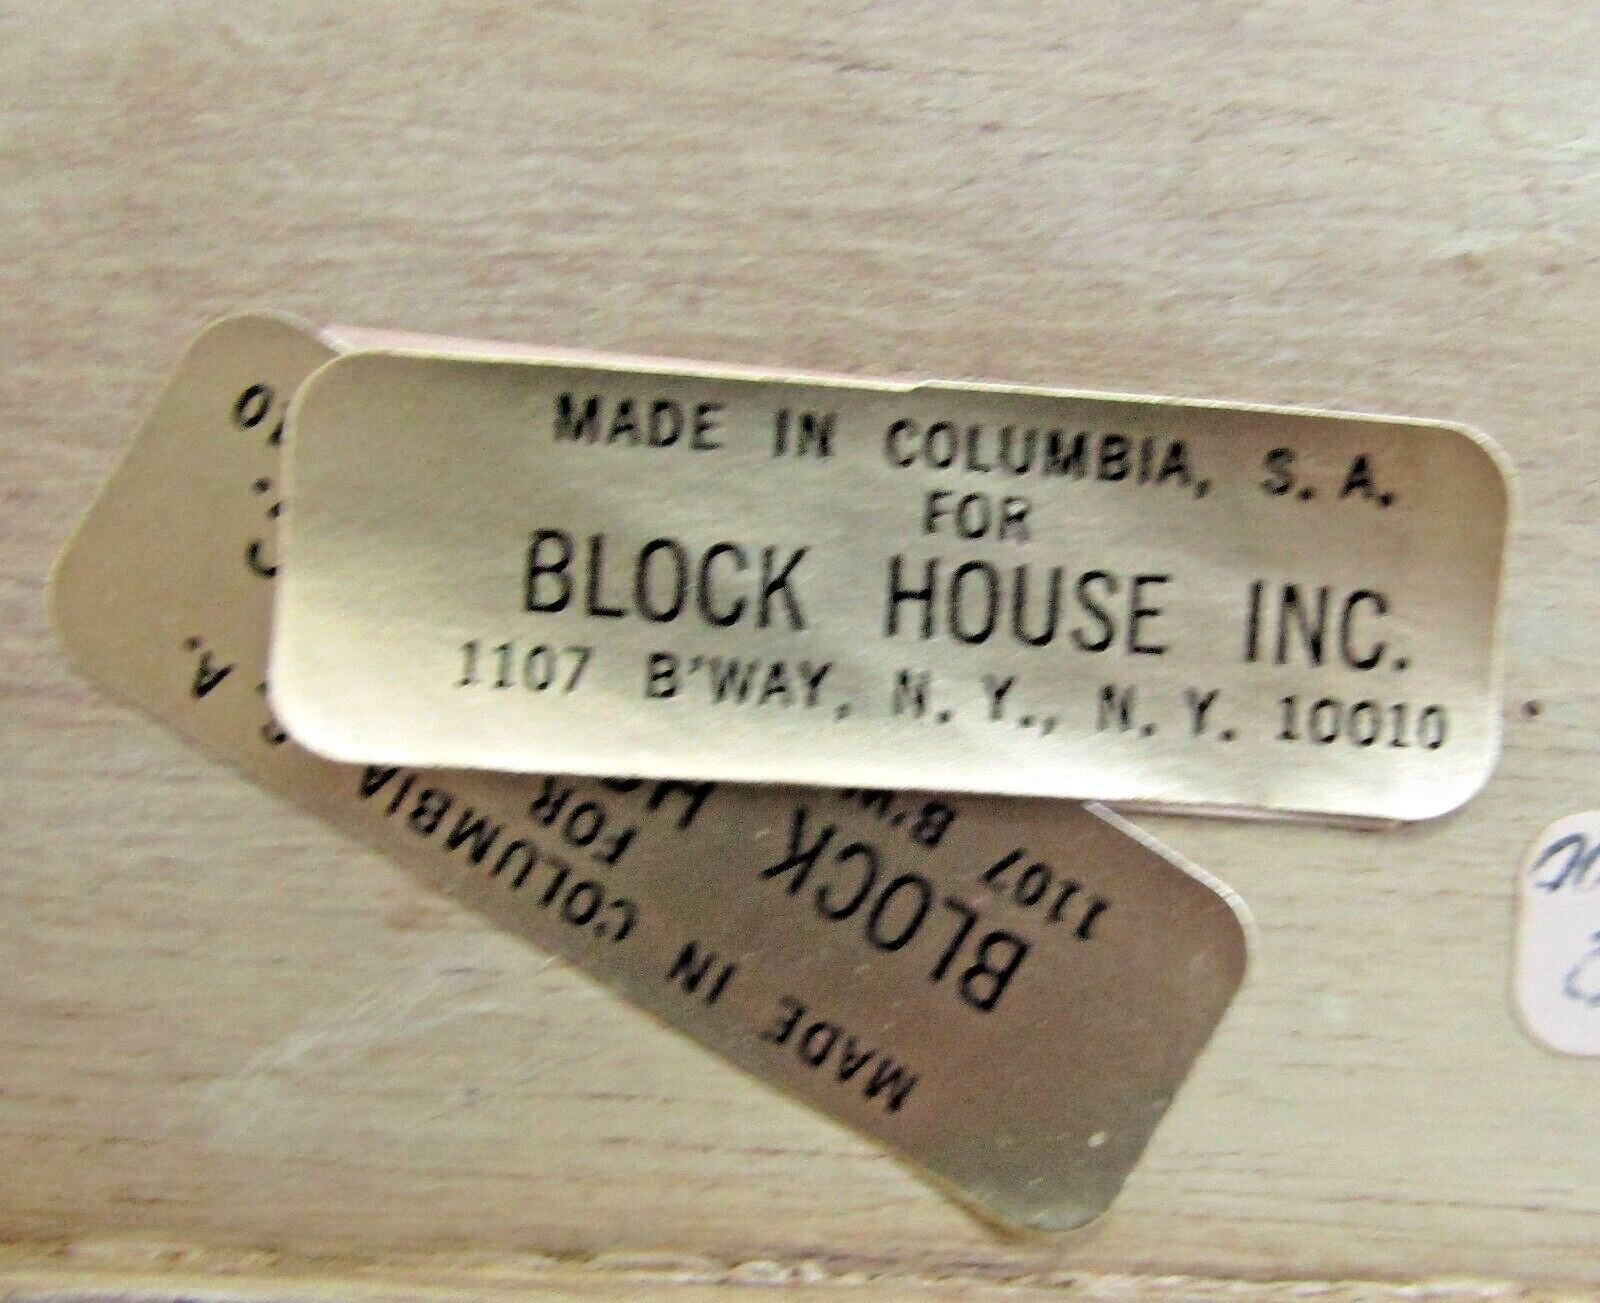 MADE IN COLUMBIA, S. A.
FOR
BLOCK HOUSE INC.
1107 B'WAY, N. Y., N. Y. 10010
MADE IN COLUMBIA
A.
FOR
BLOCK
1107 B'W